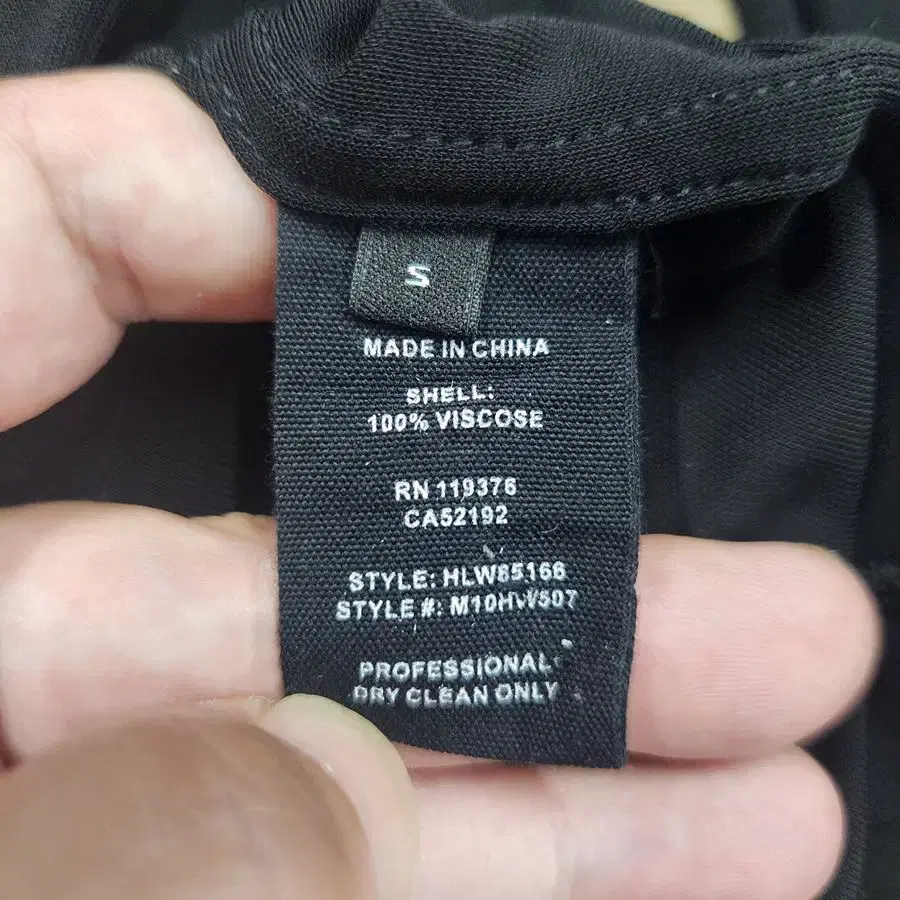 S
MADE IN CHINA
SHELL:
100% VISCOSE
RN 119376
CA52192
STYLE: HLW85166
STYLE #: M10HW507
PROFESSIONAL
DRY CLEAN ONLY